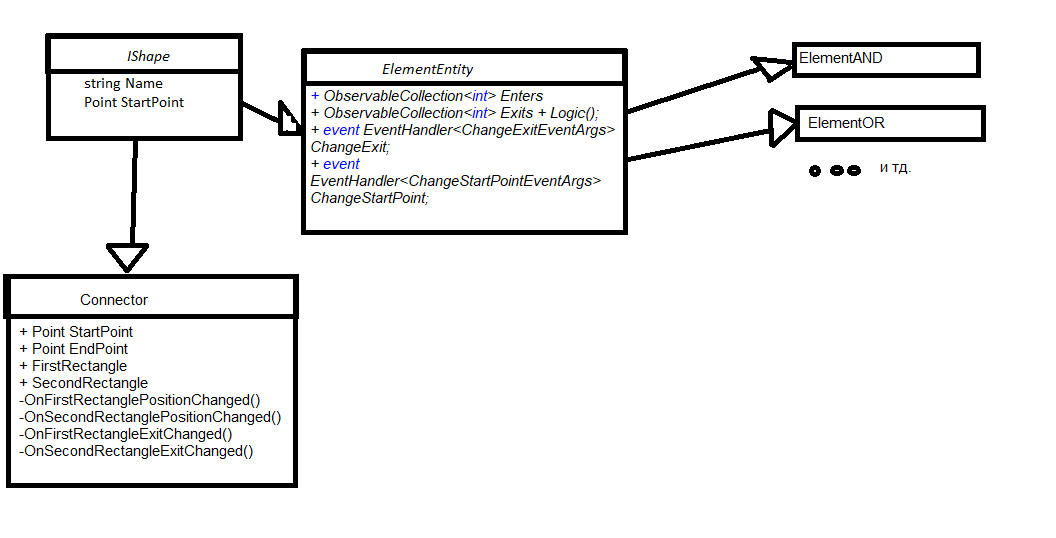 IShape
string Name
Point StartPoint
ElementEntity
+ ObservableCollection<int> Enters
+ ObservableCollection<int> Exits + Logic();
+ event EventHandler<ChangeExitEventArgs>
ChangeExit;
+ event
EventHandler<ChangeStartPointEventArgs>
ChangeStartPoint;
ElementAND
ElementOR
и тд.
Connector
+ Point StartPoint
+ Point EndPoint
+ FirstRectangle
+ SecondRectangle
-OnFirstRectanglePositionChanged()
-OnSecondRectanglePositionChanged()
-OnFirstRectangleExitChanged()
-OnSecondRectangleExitChanged()